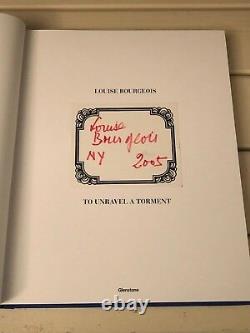 LOUISE BOURGEOIS
Louise
Bourgeois
NY 2005
TO UNRAVEL A TORMENT
Glenstone